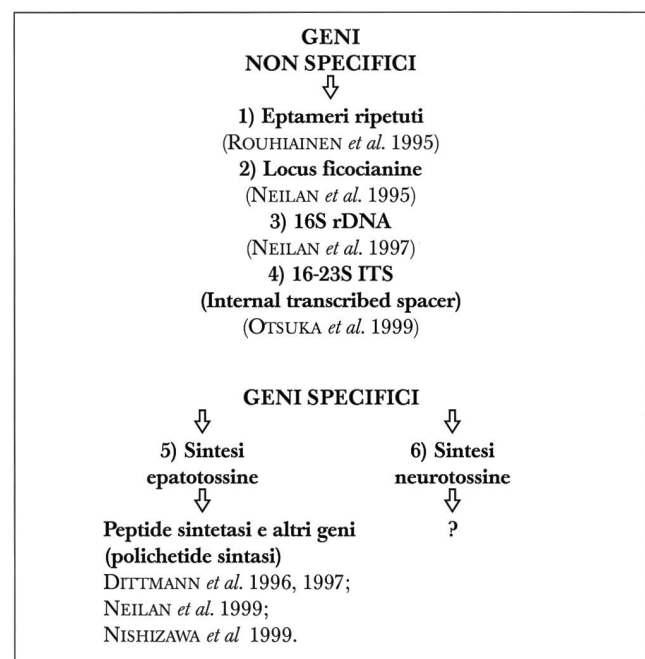 GENI
NON SPECIFICI
1) Eptameri ripetuti
(ROUHIAINEN et al. 1995)
2) Locus ficocianine
(NEILAN et al. 1995)
3) 16S rDNA
(NEILAN et al. 1997)
4) 16-23S ITS
(Internal transcribed spacer)
(OTSUKA et al. 1999)
GENI SPECIFICI
5) Sintesi
epatotossine
6) Sintesi
neurotossine
Peptide sintetasi e altri geni
(polichetide sintasi)
?
DITTMANN et al. 1996, 1997;
NEILAN et al. 1999;
NISHIZAWA et al 1999.